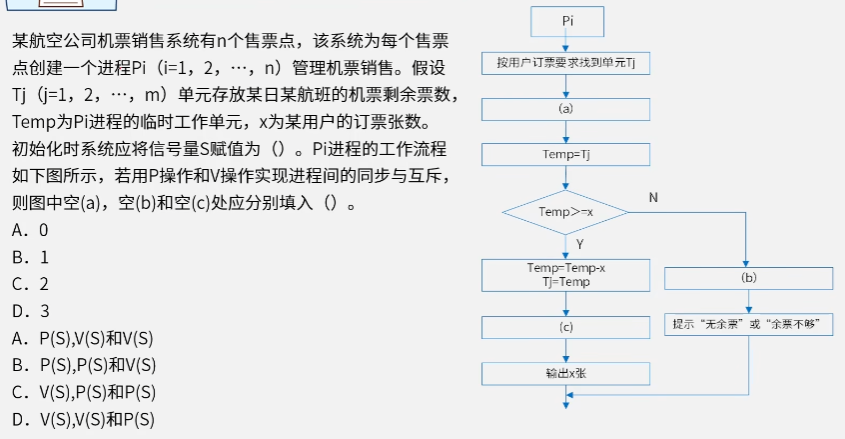 某航空公司机票销售系统有n个售票点，该系统为每个售票
点创建一个进程Pi（i=1，2，…，n）管理机票销售。假设
Tj（j=1，2，…，m）单元存放某日某航班的机票剩余票数，
Temp为Pi进程的临时工作单元，x为某用户的订票张数。
初始化时系统应将信号量S赋值为（）。Pi进程的工作流程
如下图所示，若用P操作和V操作实现进程间的同步与互斥，
则图中空(a)，空(b)和空(c)处应分别填入（）。
A．0
B．1
C．2
D．3
A．P(S),V(S)和V(S)
B．P(S),P(S)和V(S)
C．V(S),P(S)和P(S)
D．V(S),V(S)和P(S)
Pi
按用户订票要求找到单元Tj
(a)
Temp=Tj
Temp>=x
N
Y
Temp=Temp-x
Tj=Temp
(b)
(c)
提示“无余票”或“余票不够”
输出x张